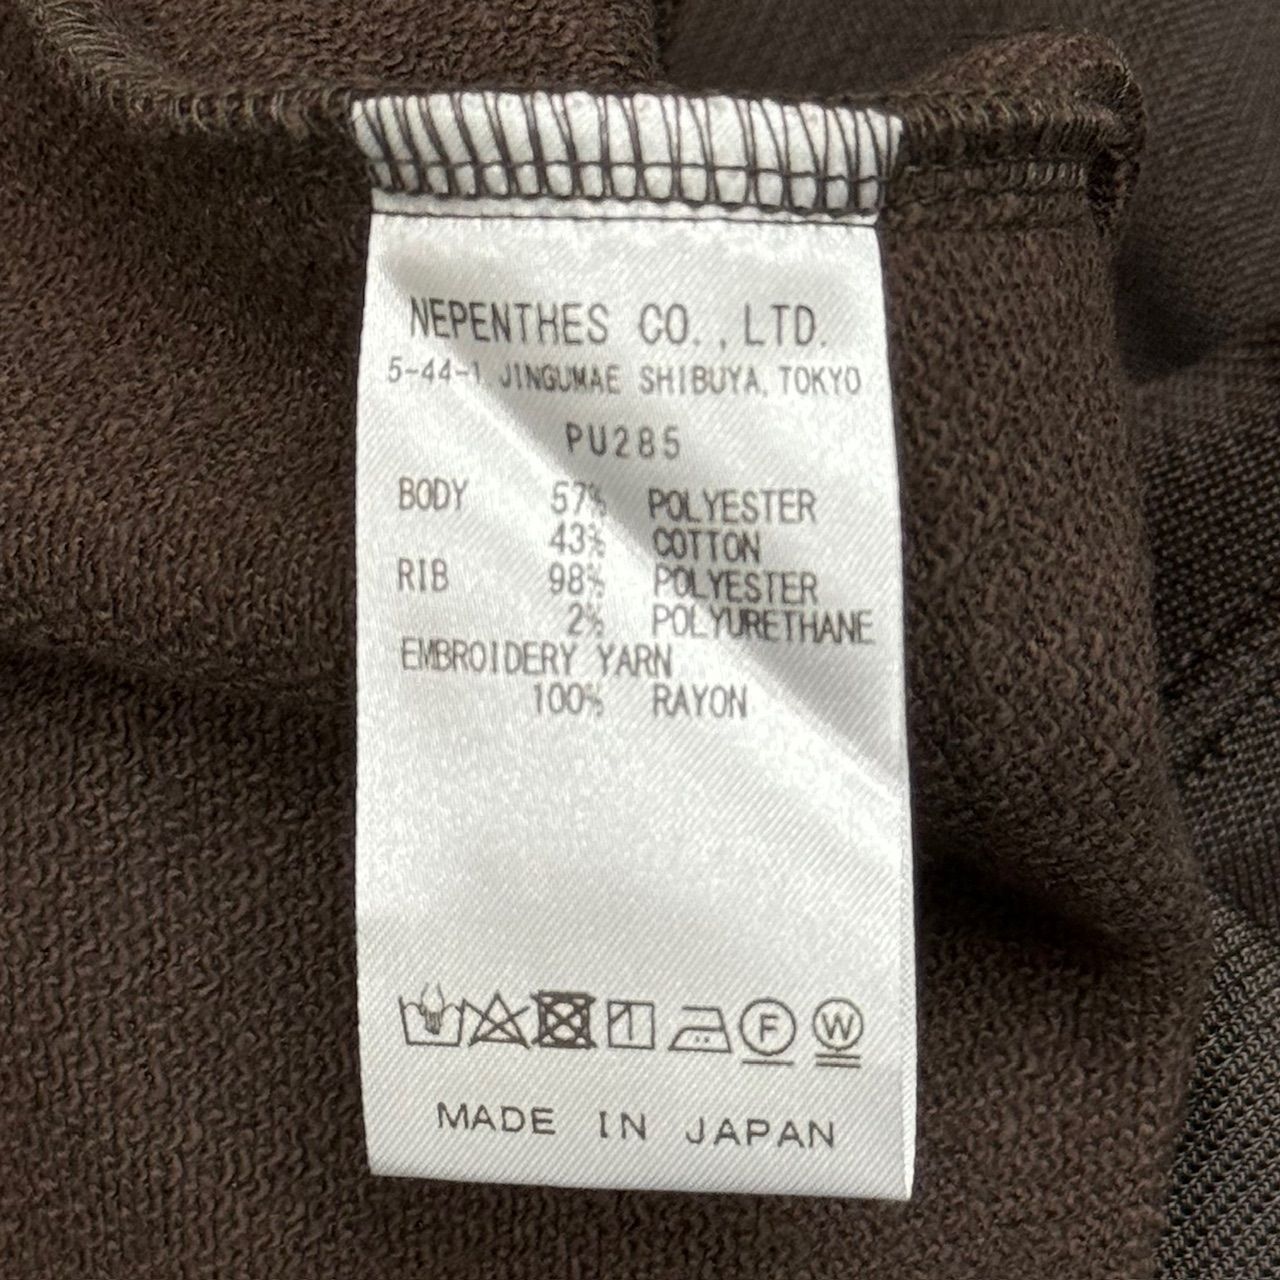 NEPENTHES CO.,LTD.
5-44-1 JINGUMAE SHIBUYA, TOKYO
PU285
BODY 57% POLYESTER
43% COTTON
RIB 98% POLYESTER
2% POLYURETHANE
EMBROIDERY YARN
100% RAYON
F W
MADE IN JAPAN